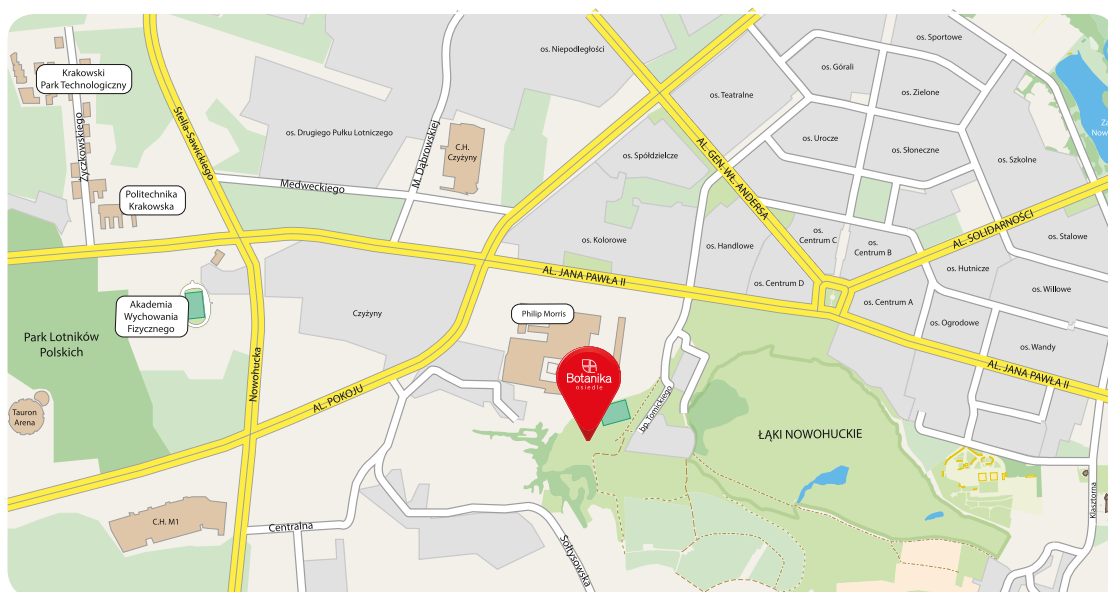 Krakowski
Park Technologiczny
Życzkowskiego
Stella-Sawickiego
os. Drugiego Pułku Lotniczego
M. Dąbrowskiej
C.H.
Czyżyny
Medweckiego
Politechnika
Krakowska
os. Niepodległości
os. Teatralne
os. Górali
os. Sportowe
os. Zielone
os. Urocze
os. Słoneczne
os. Szkolne
os. Spółdzielcze
AL. GEN. WŁ. ANDERSA
os. Kolorowe
os. Handlowe
os.
Centrum C
os.
Centrum B
AL. SOLIDARNOŚCI
os. Stalowe
os. Hutnicze
os. Willowe
os. Centrum D
os. Centrum A
os. Ogrodowe
os. Wandy
AL. JANA PAWŁA II
AL. JANA PAWŁA II
Akademia
Wychowania
Fizycznego
Park Lotników
Polskich
Czyżyny
Philip Morris
Botanika
osiedle
Nowohucka
AL. POKOJU
Tauron
Arena
bp. Tomickiego
ŁĄKI NOWOHUCKIE
C.H. M1
Centralna
Sołtysowska
Klasztorna